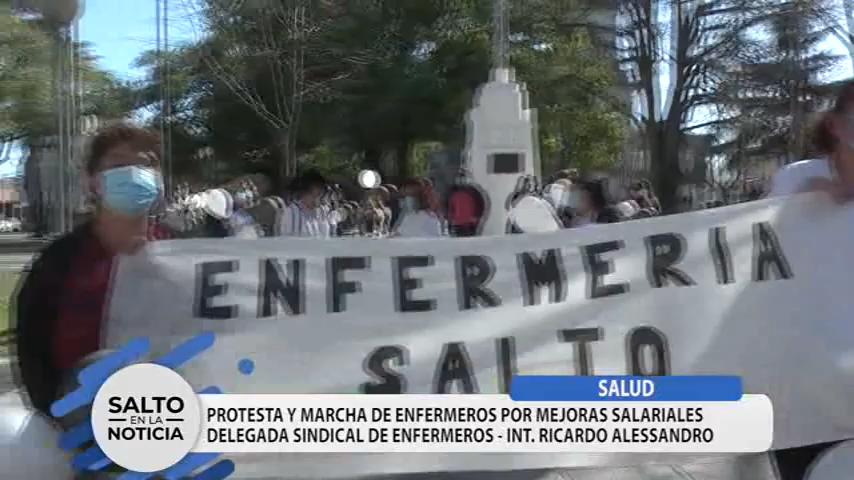 ENFERMERIA
SALTO
SALUD
SALTO
EN LA
NOTICIA
PROTESTA Y MARCHA DE ENFERMEROS POR MEJORAS SALARIALES
DELEGADA SINDICAL DE ENFERMEROS - INT. RICARDO ALESSANDRO